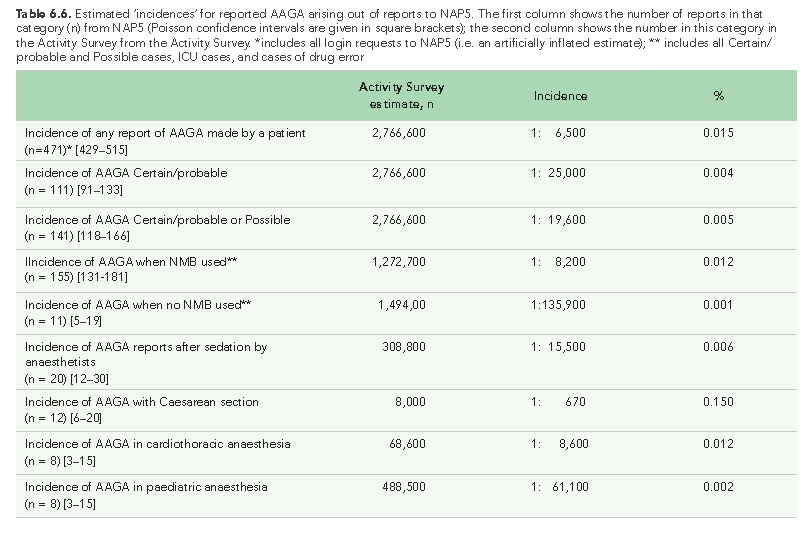 Table 6.6. Estimated ‘incidences’ for reported AAGA arising out of reports to NAP5. The first column shows the number of reports in that
category (n) from NAP5 (Poisson confidence intervals are given in square brackets); the second column shows the number in this category in
the Activity Survey from the Activity Survey. *includes all login requests to NAP5 (i.e. an artificially inflated estimate); ** includes all Certain/
probable and Possible cases, ICU cases, and cases of drug error
Activity Survey
estimate, n
Incidence
%
Incidence of any report of AAGA made by a patient 2,766,600 1: 6,500 0.015
(n=471)* [429–515]
Incidence of AAGA Certain/probable 2,766,600 1: 25,000 0.004
(n = 111) [91–133]
Incidence of AAGA Certain/probable or Possible 2,766,600 1: 19,600 0.005
(n = 141) [118–166]
IIncidence of AAGA when NMB used** 1,272,700 1: 8,200 0.012
(n = 155) [131-181]
Incidence of AAGA when no NMB used** 1,494,00 1:135,900 0.001
(n = 11) [5–19]
Incidence of AAGA reports after sedation by 308,800 1: 15,500 0.006
anaesthetists
(n = 20) [12–30]
Incidence of AAGA with Caesarean section 8,000 1: 670 0.150
(n = 12) [6–20]
Incidence of AAGA in cardiothoracic anaesthesia 68,600 1: 8,600 0.012
(n = 8) [3–15]
Incidence of AAGA in paediatric anaesthesia 488,500 1: 61,100 0.002
(n = 8) [3–15]